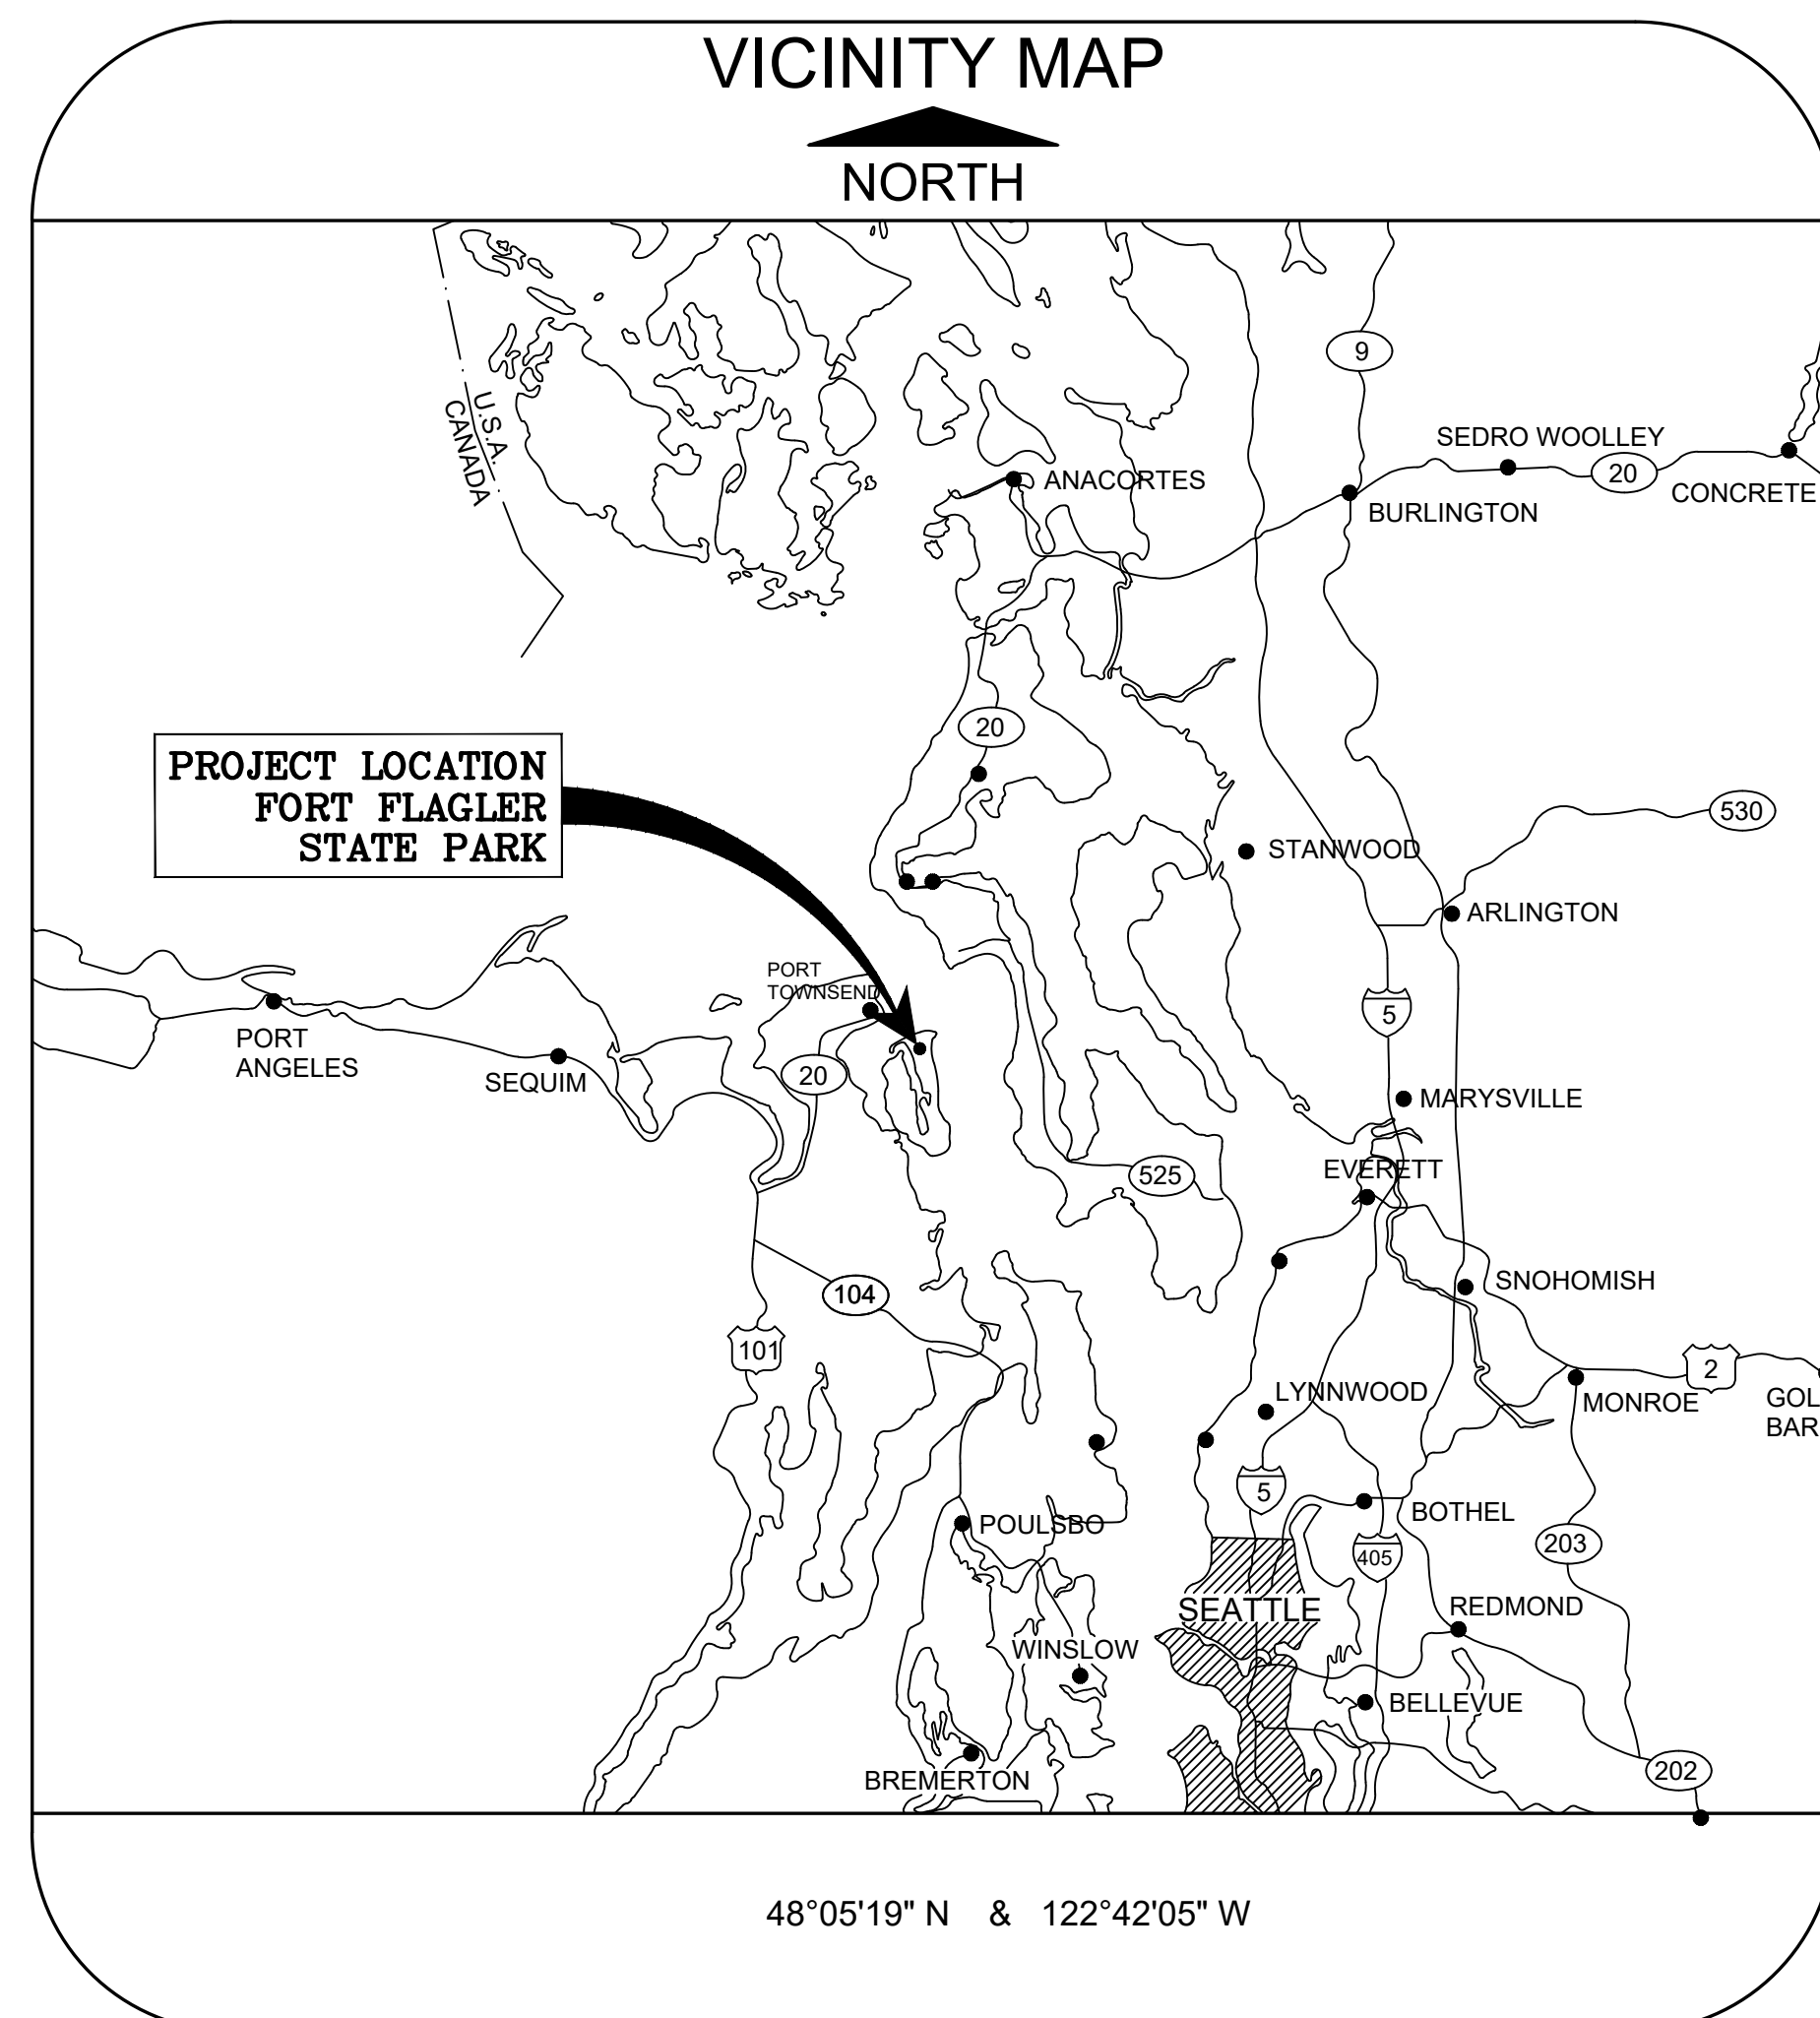 VICINITY MAP
NORTH
9
U.S.A.
CANADA
SEDRO WOOLLEY
20
CONCRETE
ANACORTES
BURLINGTON
20
PROJECT LOCATION
FORT FLAGLER
STATE PARK
530
STANWOOD
ARLINGTON
PORT
TOWNSEND
5
PORT
ANGELES
SEQUIM
20
MARYSVILLE
525
EVERETT
SNOHOMISH
104
101
2
LYNNWOOD
MONROE
GOL
BAR
5
BOTHEL
POULSBO
203
405
SEATTLE
REDMOND
WINSLOW
BELLEVUE
BREMERTON
202
48°05'19" N & 122°42'05" W